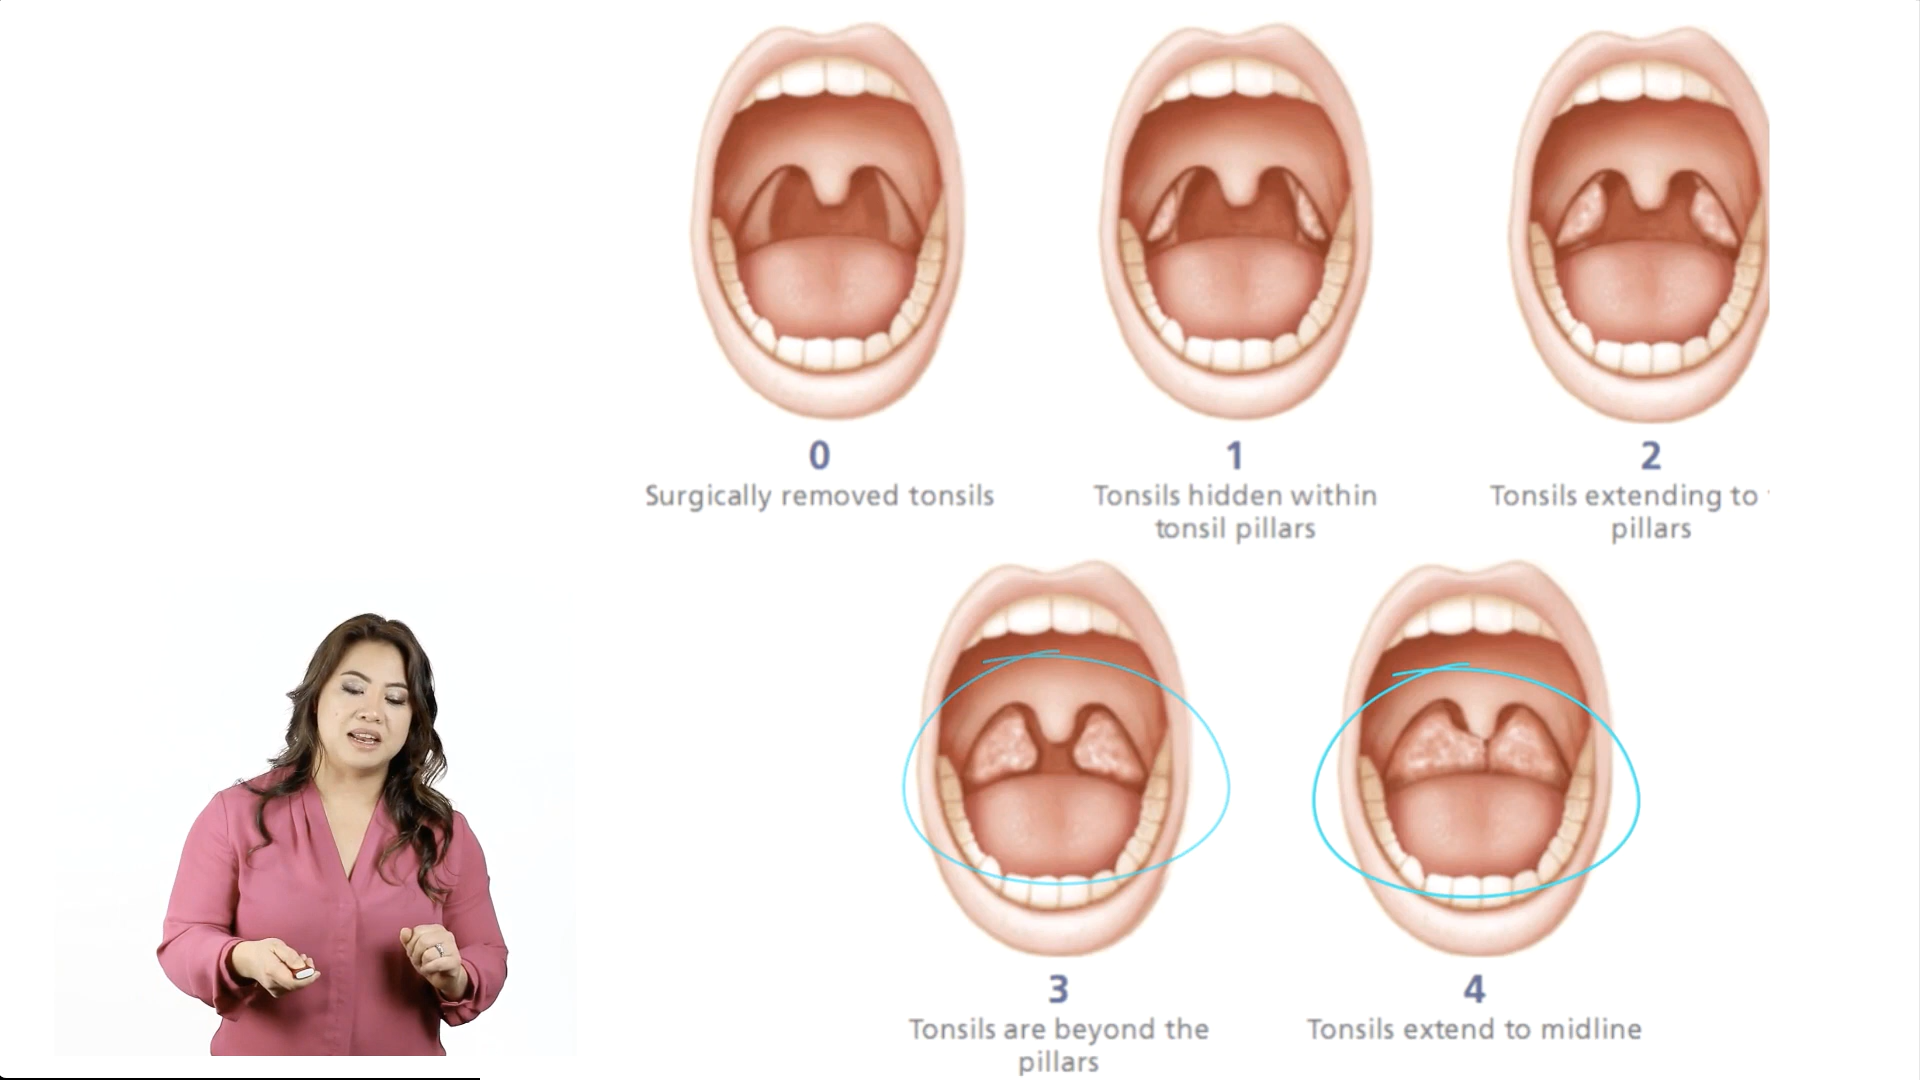 0
Surgically removed tonsils
1
Tonsils hidden within
tonsil pillars
2
Tonsils extending to
pillars
3
Tonsils are beyond the
pillars
4
Tonsils extend to midline